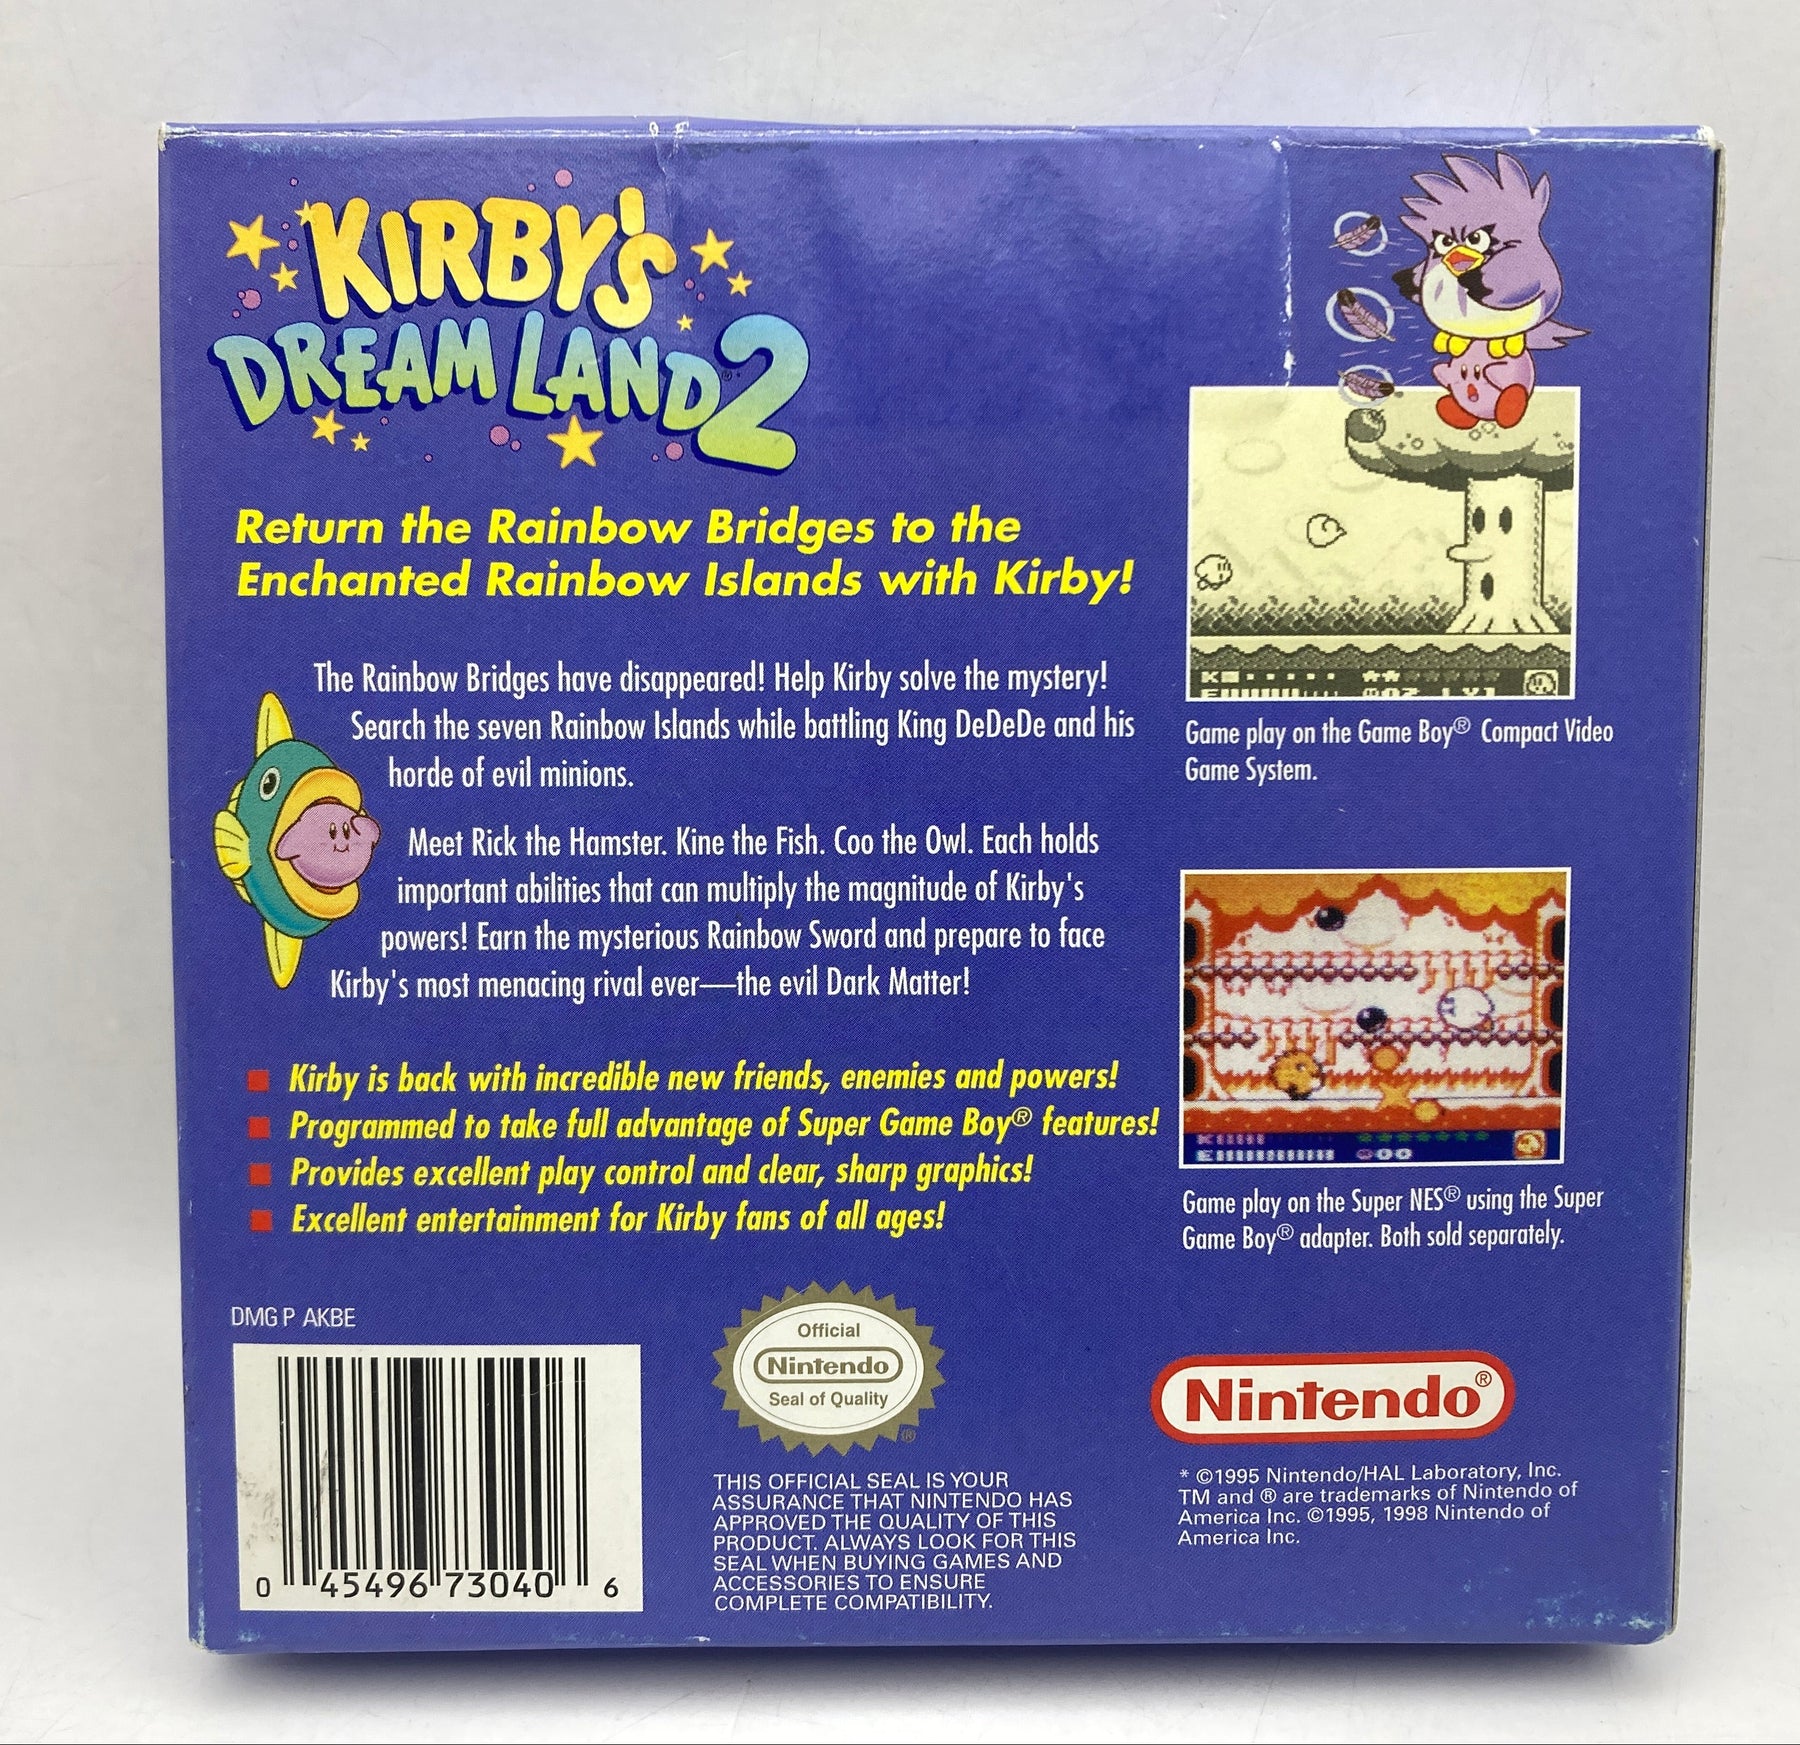 KIRBY'S
DREAM LAND 2
Return the Rainbow Bridges to the
Enchanted Rainbow Islands with Kirby!
The Rainbow Bridges have disappeared! Help Kirby solve the mystery!
Search the seven Rainbow Islands while battling King DeDeDe and his
horde of evil minions.
Meet Rick the Hamster. Kine the Fish. Coo the Owl. Each holds
important abilities that can multiply the magnitude of Kirby's
powers! Earn the mysterious Rainbow Sword and prepare to face
Kirby's most menacing rival ever—the evil Dark Matter!
Kirby is back with incredible new friends, enemies and powers!
Programmed to take full advantage of Super Game Boy® features!
Provides excellent play control and clear, sharp graphics!
Excellent entertainment for Kirby fans of all ages!
Game play on the Game Boy® Compact Video
Game System.
Game play on the Super NES® using the Super
Game Boy® adapter. Both sold separately.
DMG P AKBE
0 45496 73040 6
Official
Nintendo
Seal of Quality
®
THIS OFFICIAL SEAL IS YOUR
ASSURANCE THAT NINTENDO HAS
APPROVED THE QUALITY OF THIS
PRODUCT. ALWAYS LOOK FOR THIS
SEAL WHEN BUYING GAMES AND
ACCESSORIES TO ENSURE
COMPLETE COMPATIBILITY.
Nintendo®
* ©1995 Nintendo/HAL Laboratory, Inc.
TM and ® are trademarks of Nintendo of
America Inc. ©1995, 1998 Nintendo of
America Inc.